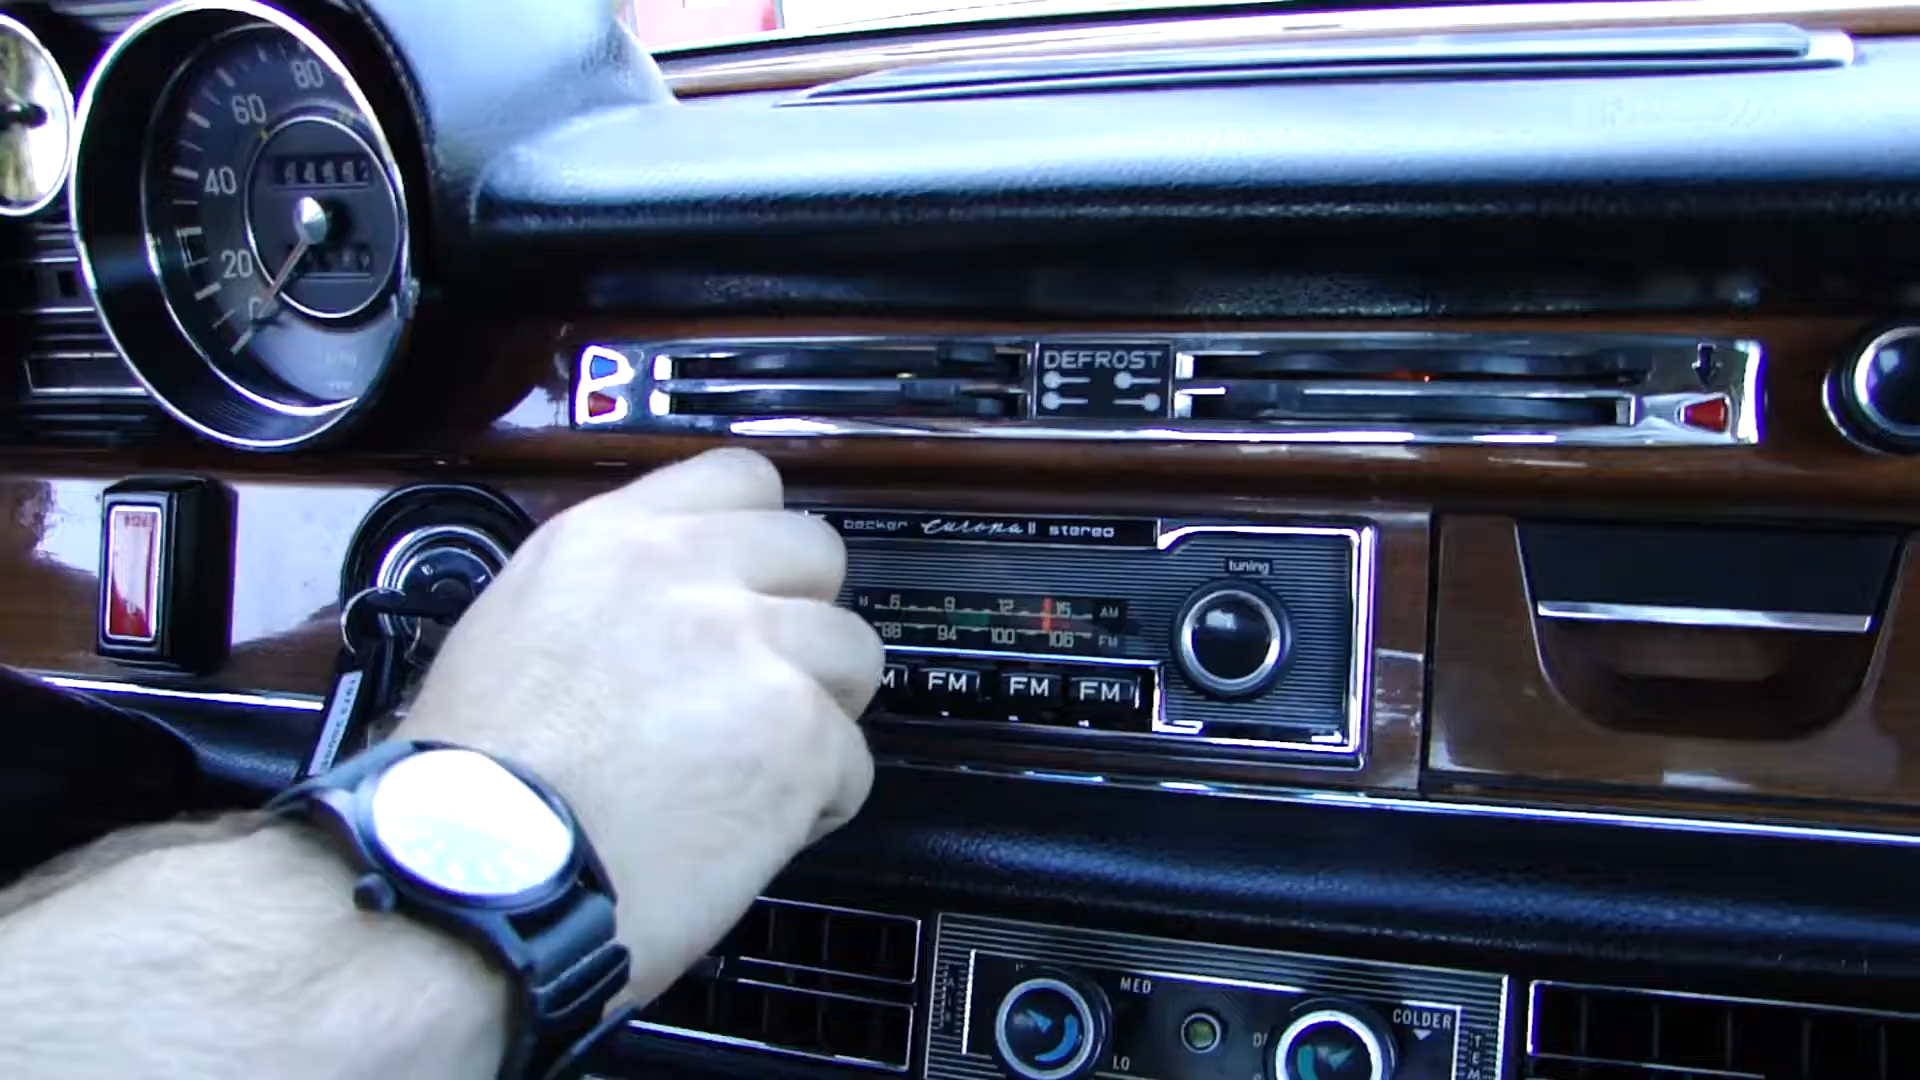 80
60
40
20
0
DEFROST
becker europa II stereo
tuning
6 9 12 15 AM
88 94 100 106 FM
FM FM FM
MED
LO
COLDER